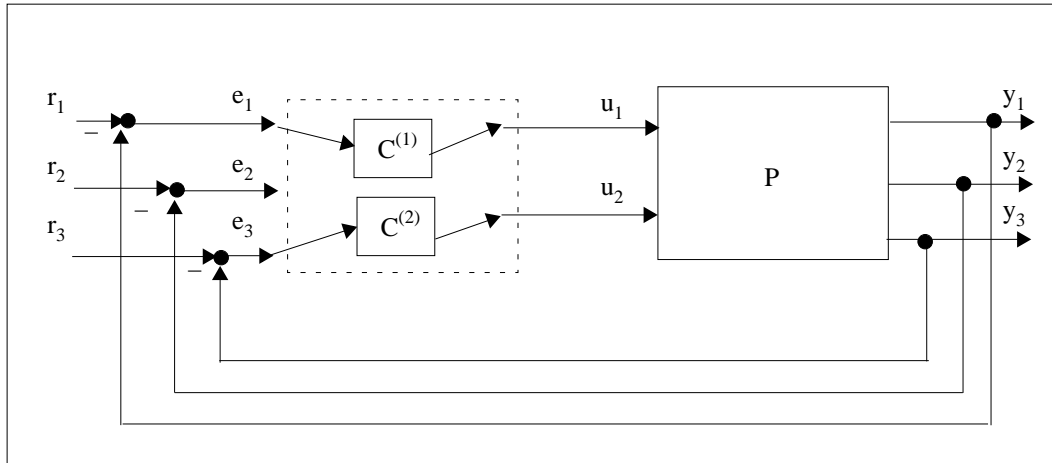 r1
e1
C(1)
u1
y1
–
r2
e2
P
y2
–
r3
e3
C(2)
u2
y3
–